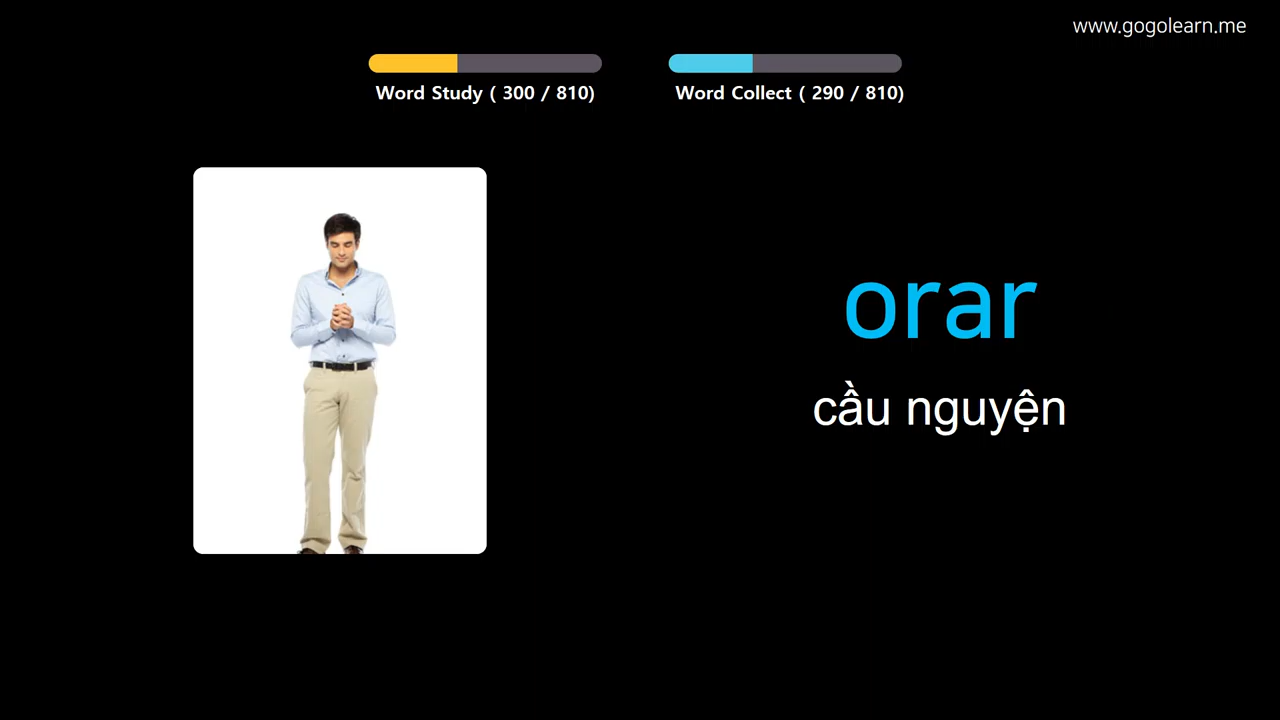 www.gogolearn.me
Word Study ( 300 / 810)
Word Collect ( 290 / 810)
orar
cầu nguyện